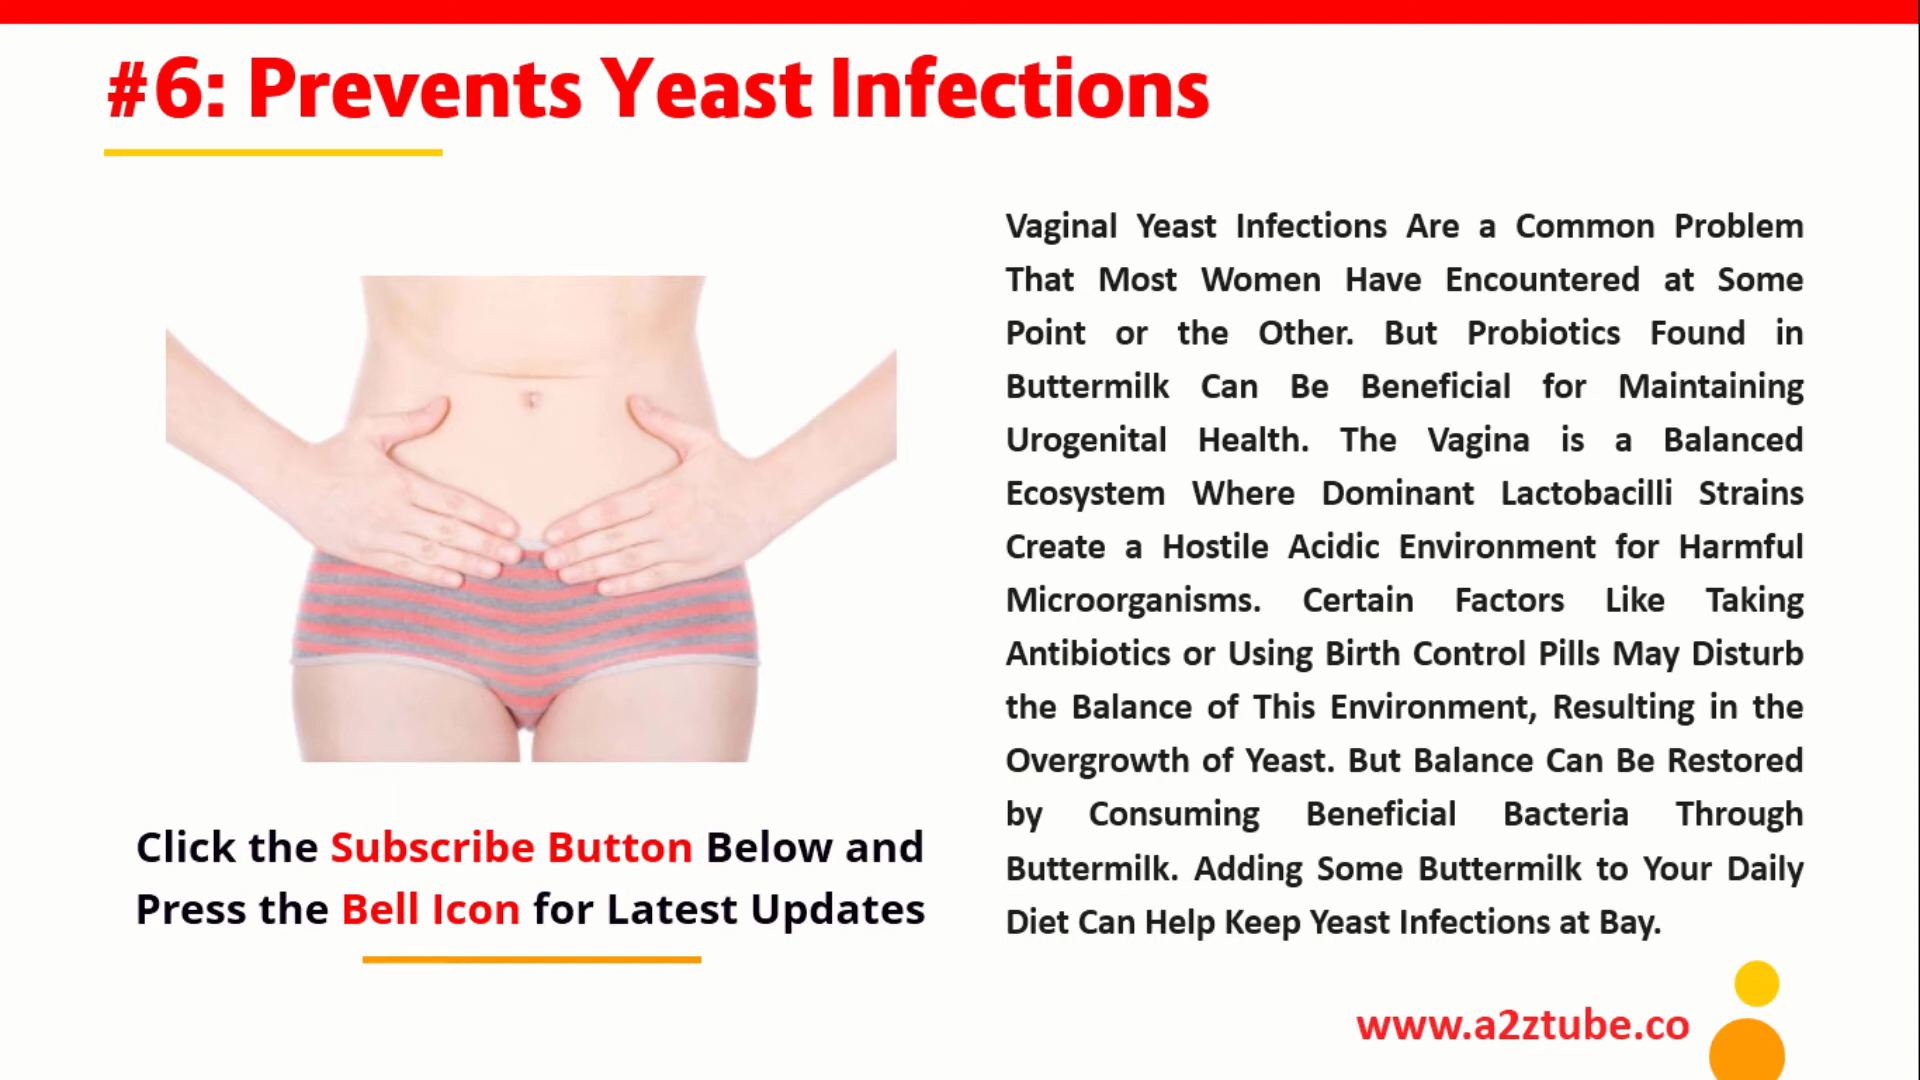 #6: Prevents Yeast Infections
Vaginal Yeast Infections Are a Common Problem
That Most Women Have Encountered at Some
Point or the Other. But Probiotics Found in
Buttermilk Can Be Beneficial for Maintaining
Urogenital Health. The Vagina is a Balanced
Ecosystem Where Dominant Lactobacilli Strains
Create a Hostile Acidic Environment for Harmful
Microorganisms. Certain Factors Like Taking
Antibiotics or Using Birth Control Pills May Disturb
the Balance of This Environment, Resulting in the
Overgrowth of Yeast. But Balance Can Be Restored
by Consuming Beneficial Bacteria Through
Buttermilk. Adding Some Buttermilk to Your Daily
Diet Can Help Keep Yeast Infections at Bay.
Click the Subscribe Button Below and
Press the Bell Icon for Latest Updates
www.a2ztube.co